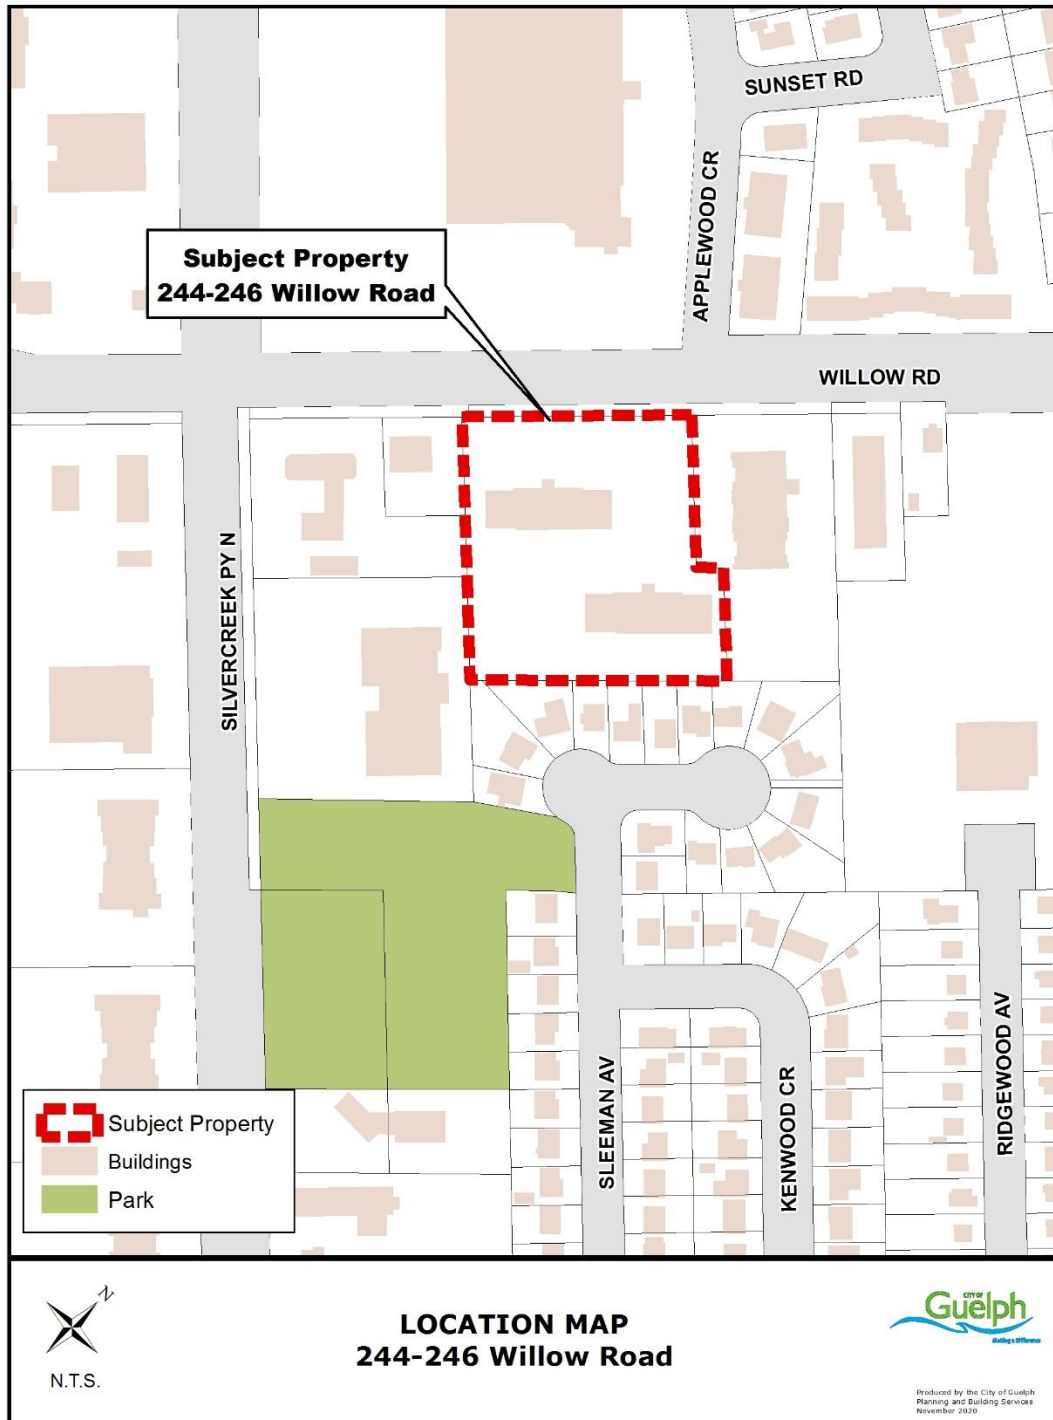 SUNSET RD
APPLEWOOD CR
Subject Property
244-246 Willow Road
WILLOW RD
SILVERCREEK PY N
SLEEMAN AV
KENWOOD CR
RIDGEWOOD AV
Subject Property
Buildings
Park
N
N.T.S.
LOCATION MAP
244-246 Willow Road
CITY OF
Guelph
Making a Difference
Produced by the City of Guelph
Planning and Building Services
November 2020